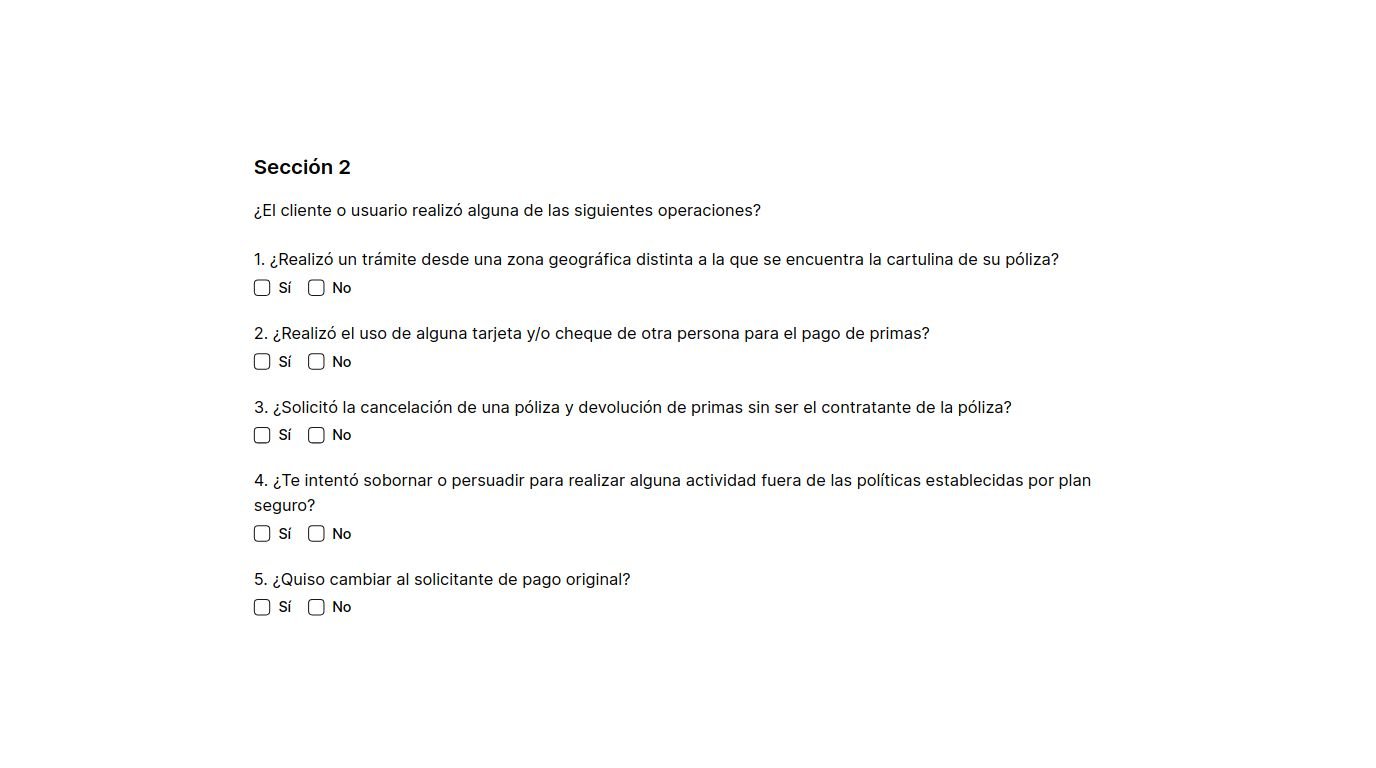 Sección 2
¿El cliente o usuario realizó alguna de las siguientes operaciones?
1. ¿Realizó un trámite desde una zona geográfica distinta a la que se encuentra la cartulina de su póliza?
Sí No
2. ¿Realizó el uso de alguna tarjeta y/o cheque de otra persona para el pago de primas?
Sí No
3. ¿Solicitó la cancelación de una póliza y devolución de primas sin ser el contratante de la póliza?
Sí No
4. ¿Te intentó sobornar o persuadir para realizar alguna actividad fuera de las políticas establecidas por plan
seguro?
Sí No
5. ¿Quiso cambiar al solicitante de pago original?
Sí No